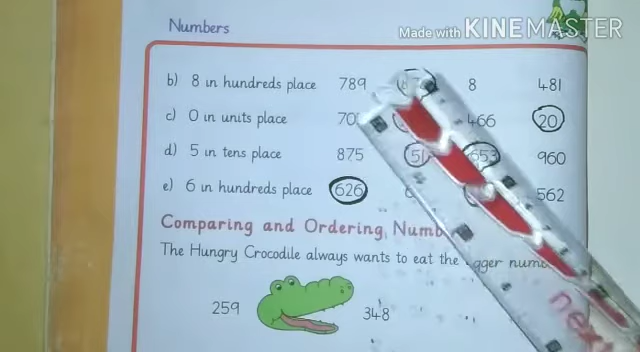 Made with KINEMASTER
Numbers
b) 8 in hundreds place 789 8 481
c) 0 in units place 466 20
d) 5 in tens place 875 653 960
e) 6 in hundreds place 626 562
Comparing and Ordering
The Hungry Crocodile always wants to eat the
259 348
next